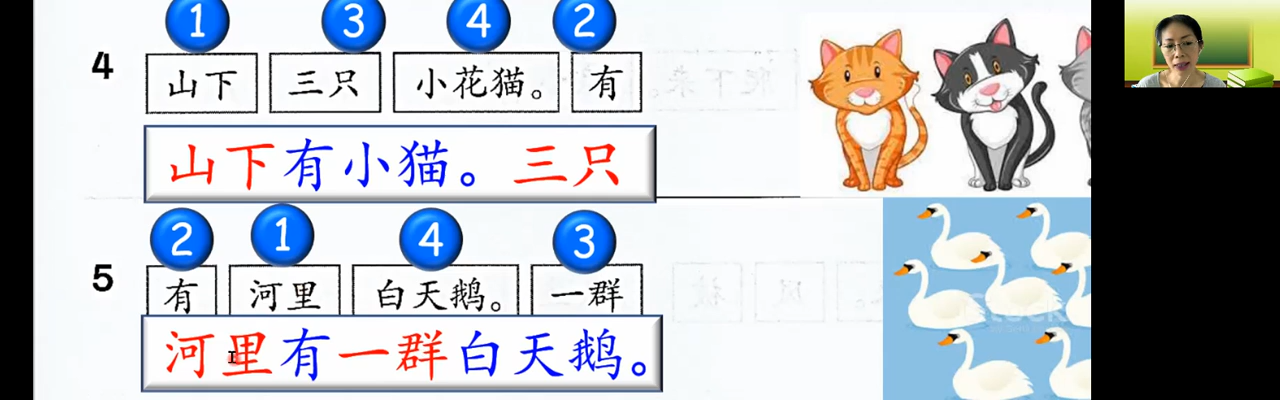 1 3 4 2
4 山下 三只 小花猫。 有
山下有小猫。三只
2 1 4 3
5 有 河里 白天鹅。 一群
河里有一群白天鹅。